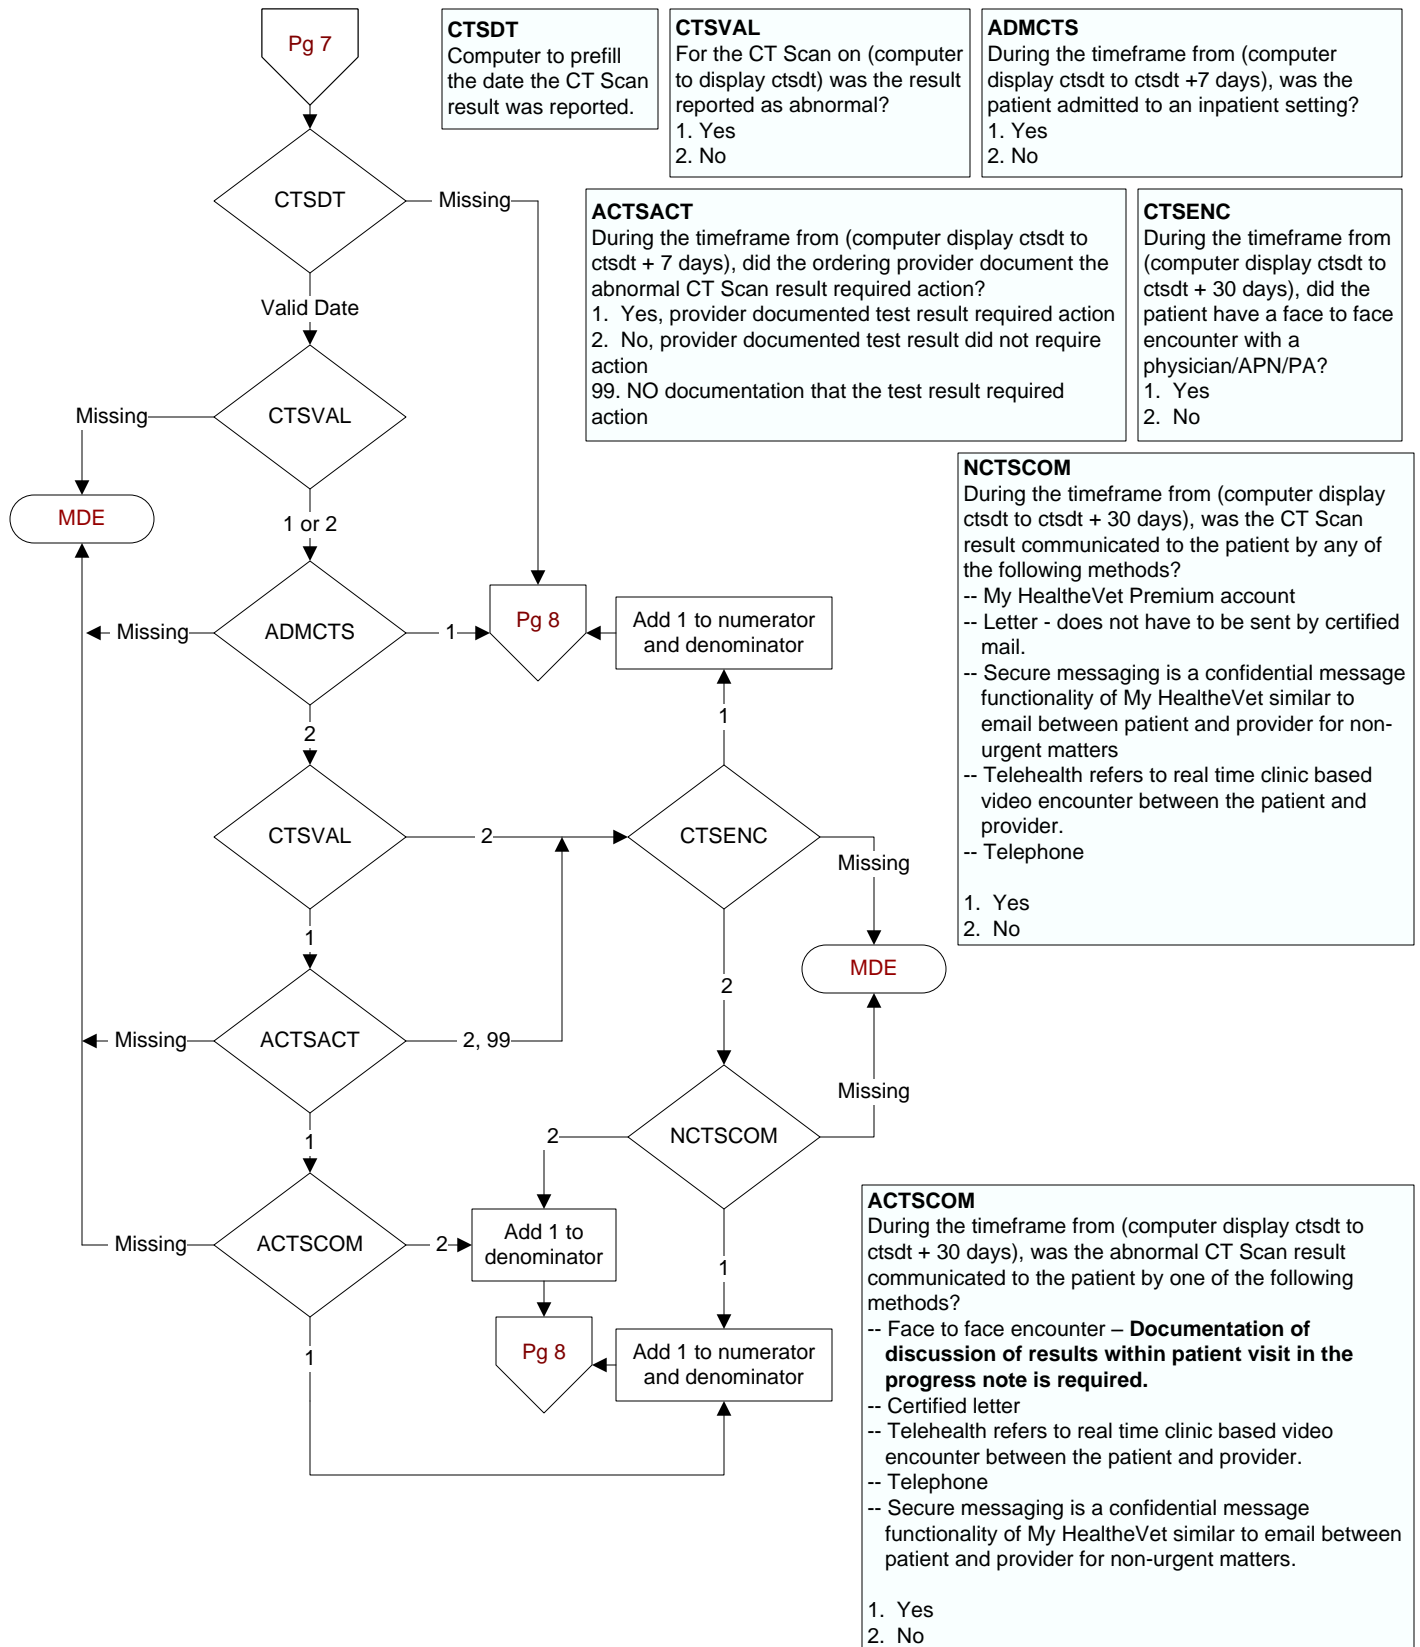 Pg 7
CTSDT
Computer to prefill
the date the CT Scan
result was reported.
CTSVAL
For the CT Scan on (computer
to display ctsdt) was the result
reported as abnormal?
1. Yes
2. No
ADMCTS
During the timeframe from (computer
display ctsdt to ctsdt +7 days), was the
patient admitted to an inpatient setting?
1. Yes
2. No
CTSDT
Missing
Valid Date
ACTSACT
During the timeframe from (computer display ctsdt to
ctsdt + 7 days), did the ordering provider document the
abnormal CT Scan result required action?
1. Yes, provider documented test result required action
2. No, provider documented test result did not require
action
99. NO documentation that the test result required
action
CTSENC
During the timeframe from
(computer display ctsdt to
ctsdt + 30 days), did the
patient have a face to face
encounter with a
physician/APN/PA?
1. Yes
2. No
CTSVAL
Missing
MDE
1 or 2
NCTSCOM
During the timeframe from (computer display
ctsdt to ctsdt + 30 days), was the CT Scan
result communicated to the patient by any of
the following methods?
-- My HealtheVet Premium account
-- Letter - does not have to be sent by certified
mail.
-- Secure messaging is a confidential message
functionality of My HealtheVet similar to
email between patient and provider for non-
urgent matters
-- Telehealth refers to real time clinic based
video encounter between the patient and
provider.
-- Telephone
1. Yes
2. No
Missing
ADMCTS
1
Pg 8
Add 1 to numerator
and denominator
2
1
CTSVAL
2
CTSENC
Missing
1
2
MDE
Missing
ACTSACT
2, 99
Missing
1
2
NCTSCOM
Missing
ACTSCOM
2
Add 1 to
denominator
1
1
Pg 8
Add 1 to numerator
and denominator
ACTSCOM
During the timeframe from (computer display ctsdt to
ctsdt + 30 days), was the abnormal CT Scan result
communicated to the patient by one of the following
methods?
-- Face to face encounter – Documentation of
discussion of results within patient visit in the
progress note is required.
-- Certified letter
-- Telehealth refers to real time clinic based video
encounter between the patient and provider.
-- Telephone
-- Secure messaging is a confidential message
functionality of My HealtheVet similar to email between
patient and provider for non-urgent matters.
1. Yes
2. No